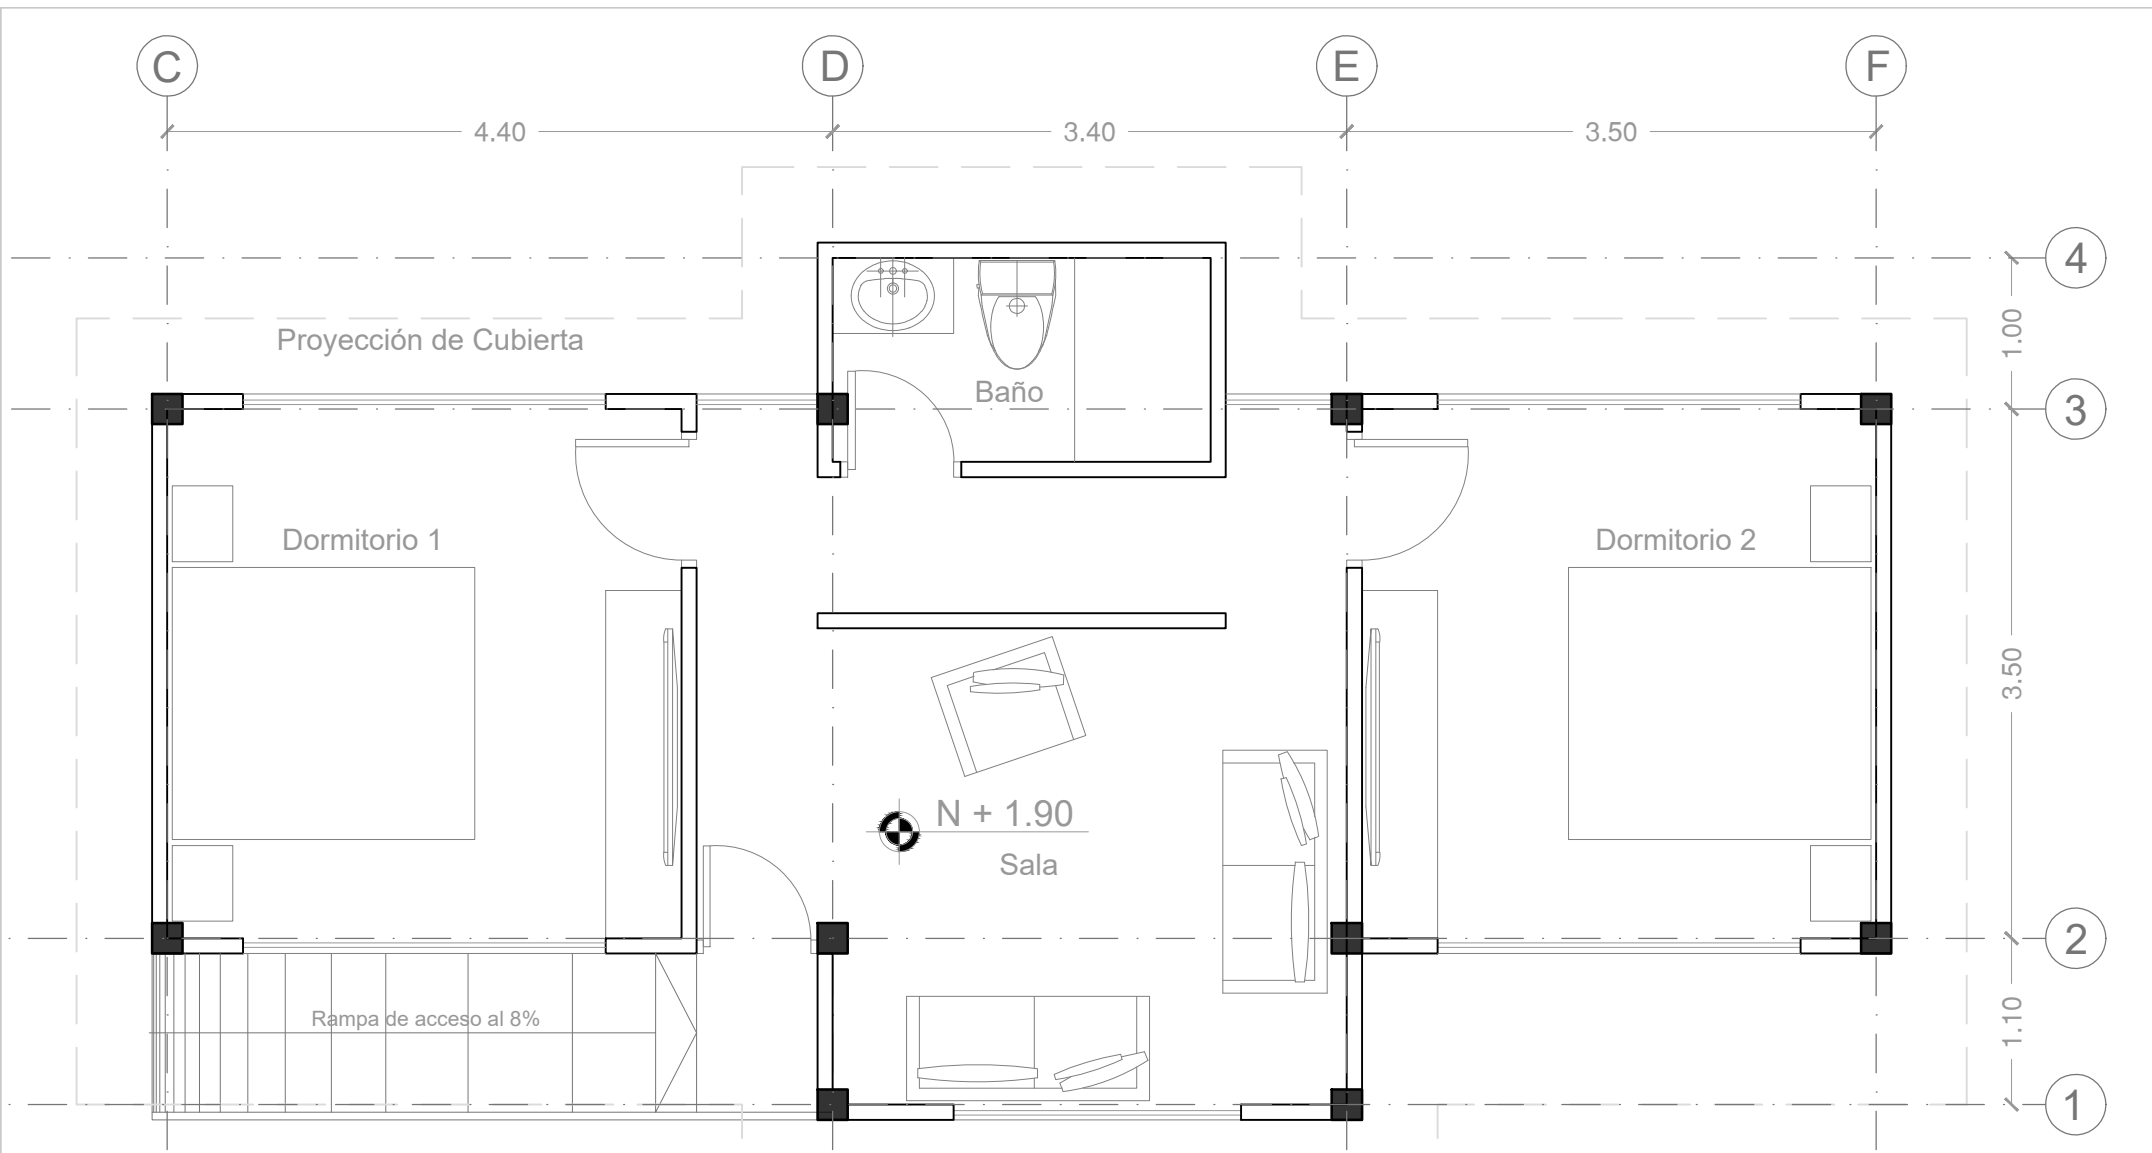 C
D
E
F
4.40
3.40
3.50
4
1.00
Proyección de Cubierta
Baño
3
Dormitorio 1
Dormitorio 2
3.50
N + 1.90
Sala
2
Rampa de acceso al 8%
1.10
1